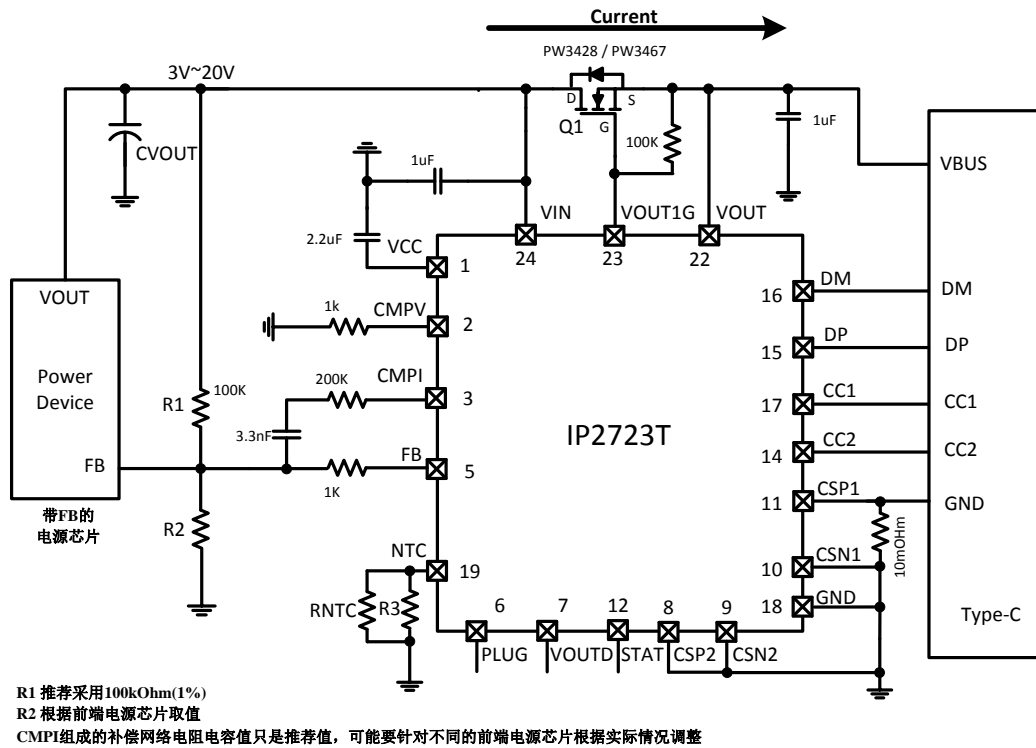 Current
PW3428 / PW3467
3V~20V
D
S
Q1
G
100K
1uF
CVOUT
1uF
VBUS
VIN
VOUT1G
VOUT
2.2uF
VCC
24
23
22
1
VOUT
DM
16
DM
1k
CMPV
2
DP
15
DP
Power
Device
CMPI
200K
3
R1
100K
CC1
17
CC1
3.3nF
IP2723T
CC2
14
CC2
FB
FB
5
1K
CSP1
11
GND
带FB的
电源芯片
R2
10mOHm
NTC
19
CSN1
10
RNTC
R3
GND
18
6
7
12
8
9
Type-C
PLUG
VOUTD
STAT
CSP2
CSN2
R1 推荐采用100kOhm(1%)
R2 根据前端电源芯片取值
CMPI组成的补偿网络电阻电容值只是推荐值，可能要针对不同的前端电源芯片根据实际情况调整